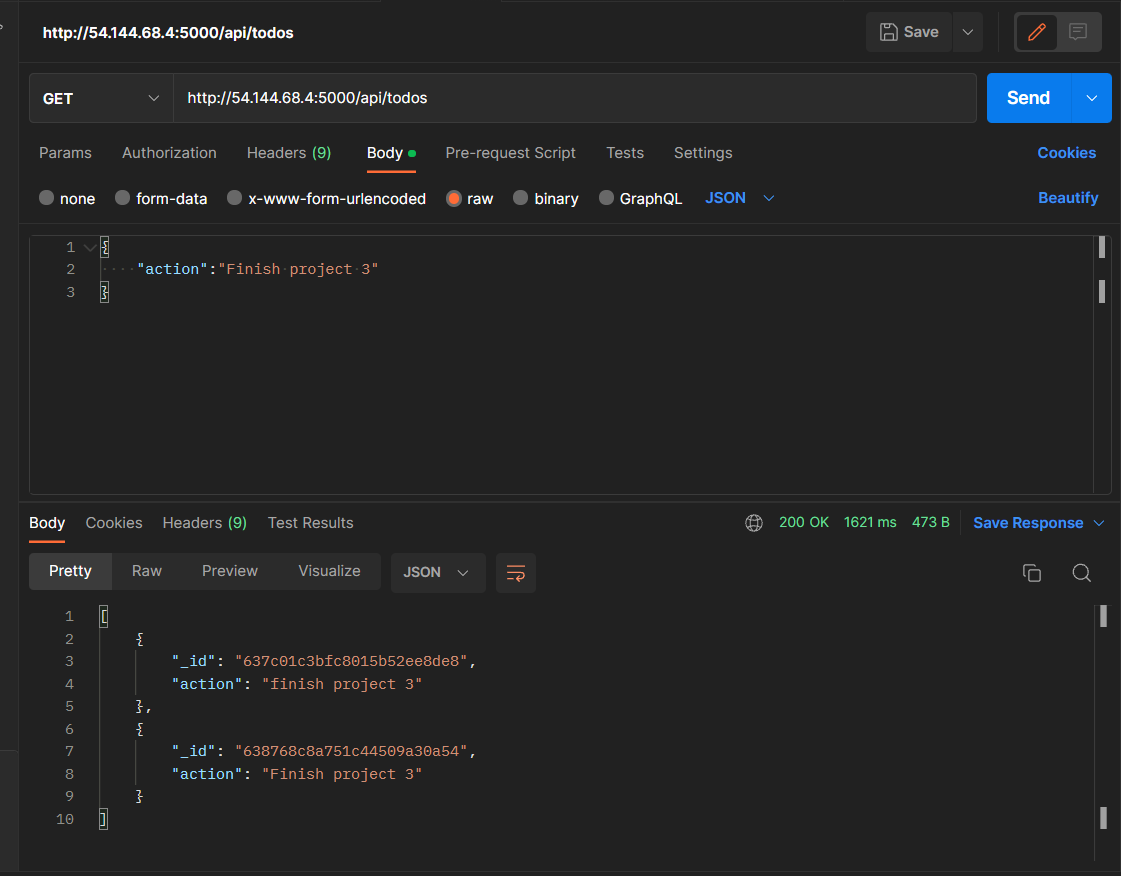 http://54.144.68.4:5000/api/todos
Save
GET
http://54.144.68.4:5000/api/todos
Send
Params Authorization Headers (9) Body Pre-request Script Tests Settings Cookies
none form-data x-www-form-urlencoded raw binary GraphQL JSON Beautify
1 {
2 ····"action":"Finish·project·3"
3 }
Body Cookies Headers (9) Test Results 200 OK 1621 ms 473 B Save Response
Pretty Raw Preview Visualize JSON
1 [
2 {
3 "_id": "637c01c3bfc8015b52ee8de8",
4 "action": "finish project 3"
5 },
6 {
7 "_id": "638768c8a751c44509a30a54",
8 "action": "Finish project 3"
9 }
10 ]